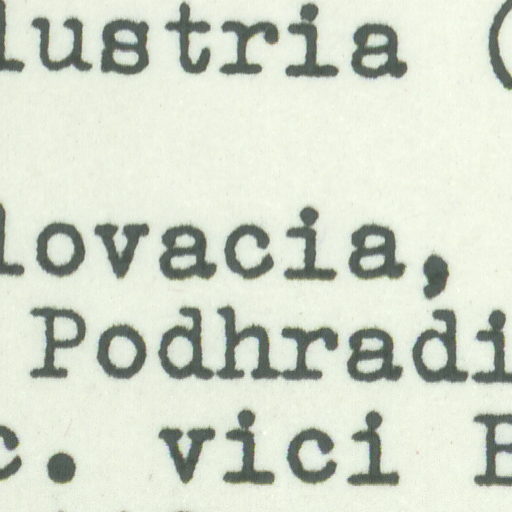 lustria (
lovacia,
Podhradi
c. vici